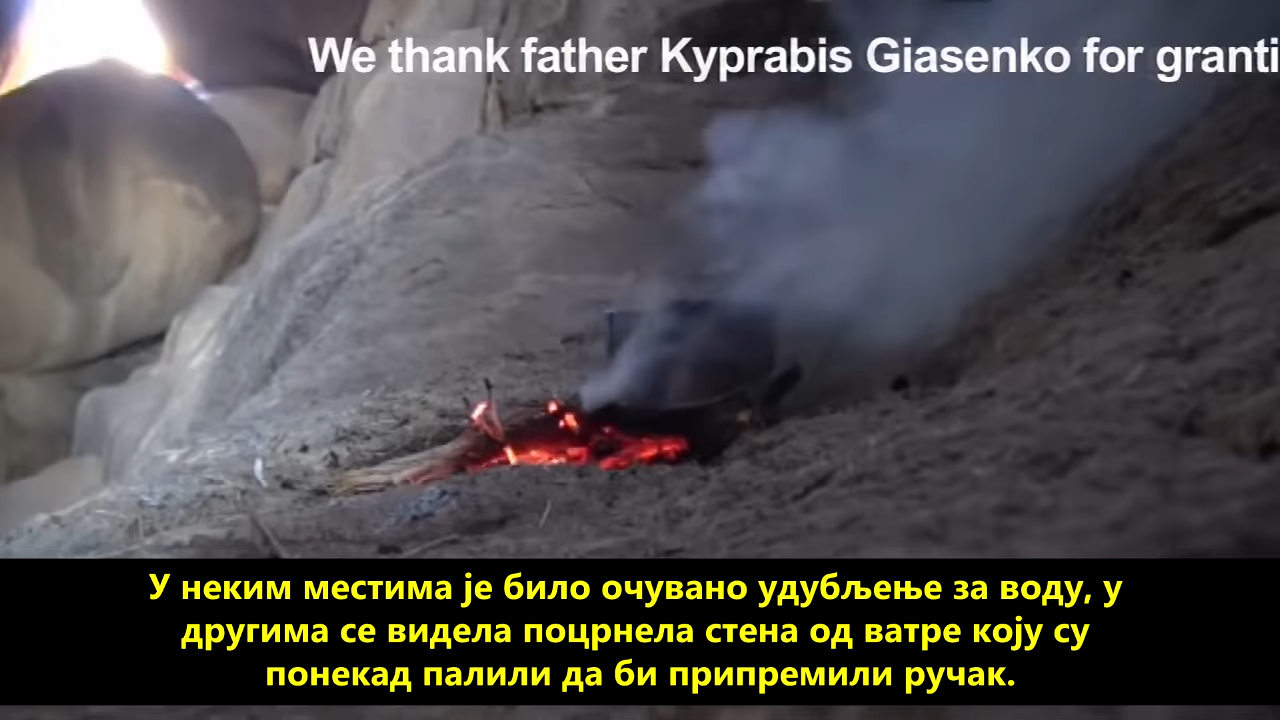 We thank father Kyprabis Giasenko for granti
У неким местима је било очувано удубљење за воду, у
другима се видела поцрнела стена од ватре коју су
понекад палили да би припремили ручак.